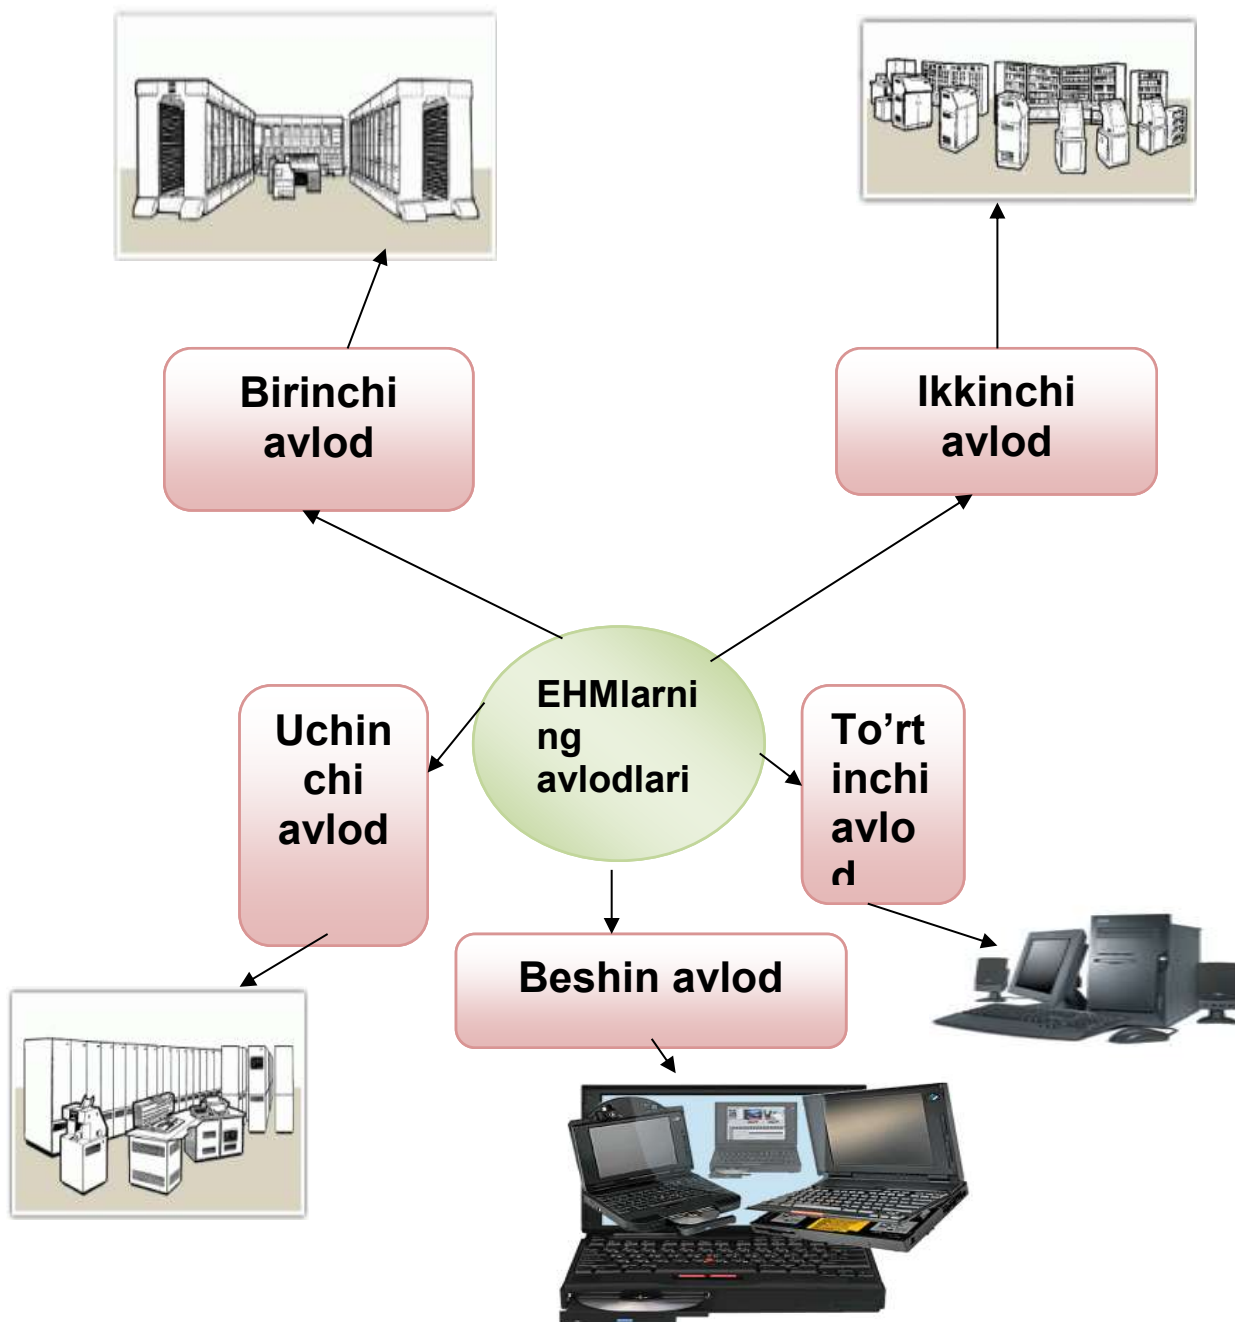 Birinchi
avlod
Ikkinchi
avlod
EHMlarni
ng
avlodlari
Uchin
chi
avlod
To’rt
inchi
avlo
d
Beshin avlod